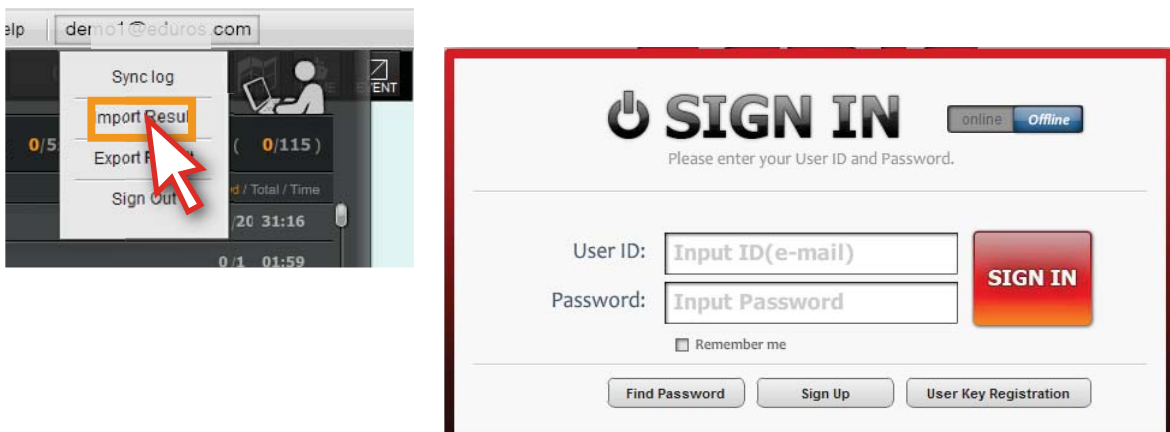 elp demo1@eduros.com
Sync log
Import Result
EVENT
0/5
( 0/115 )
Export
/ Total / Time
Sign Out
/20 31:16
0 /1 01:59
SIGN IN
online Offline
Please enter your User ID and Password.
User ID: Input ID(e-mail)
SIGN IN
Password: Input Password
Remember me
Find Password Sign Up User Key Registration